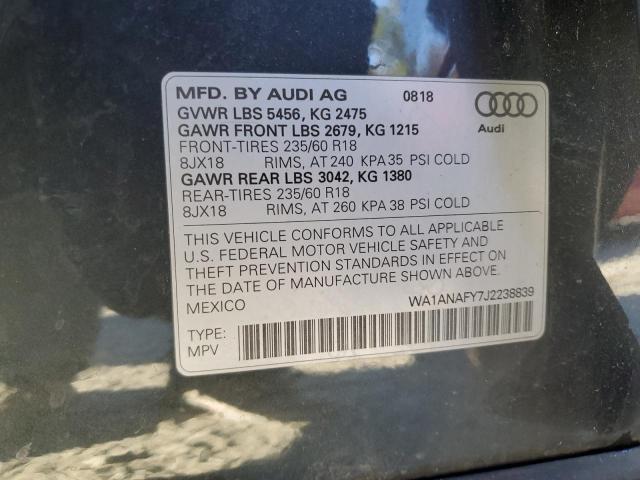 MFD. BY AUDI AG 0818
GVWR LBS 5456, KG 2475
GAWR FRONT LBS 2679, KG 1215
FRONT-TIRES 235/60 R18
8JX18 RIMS, AT 240 KPA 35 PSI COLD
GAWR REAR LBS 3042, KG 1380
REAR-TIRES 235/60 R18
8JX18 RIMS, AT 260 KPA 38 PSI COLD
Audi
THIS VEHICLE CONFORMS TO ALL APPLICABLE
U.S. FEDERAL MOTOR VEHICLE SAFETY AND
THEFT PREVENTION STANDARDS IN EFFECT ON
THE DATE OF MANUFACTURE SHOWN ABOVE.
MEXICO WA1ANAFY7J2238839
TYPE:
MPV